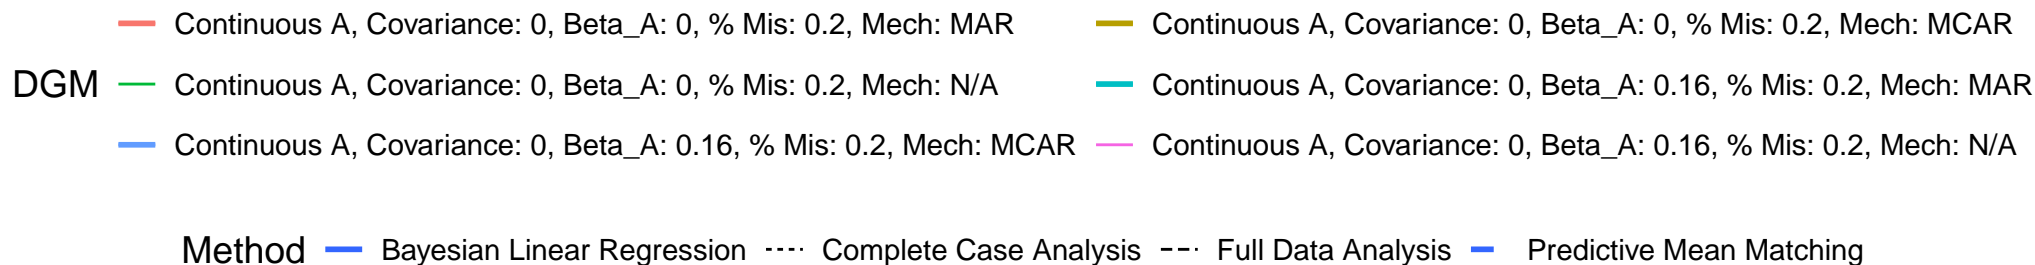 Continuous A, Covariance: 0, Beta_A: 0, % Mis: 0.2, Mech: MAR Continuous A, Covariance: 0, Beta_A: 0, % Mis: 0.2, Mech: MCAR
DGM Continuous A, Covariance: 0, Beta_A: 0, % Mis: 0.2, Mech: N/A Continuous A, Covariance: 0, Beta_A: 0.16, % Mis: 0.2, Mech: MAR
Continuous A, Covariance: 0, Beta_A: 0.16, % Mis: 0.2, Mech: MCAR Continuous A, Covariance: 0, Beta_A: 0.16, % Mis: 0.2, Mech: N/A
Method Bayesian Linear Regression Complete Case Analysis Full Data Analysis Predictive Mean Matching